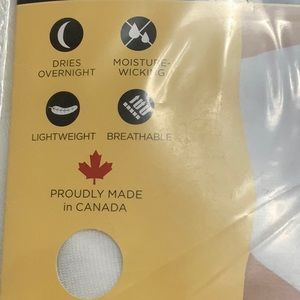 DRIES
OVERNIGHT
MOISTURE-
WICKING
LIGHTWEIGHT
BREATHABLE
PROUDLY MADE
in CANADA